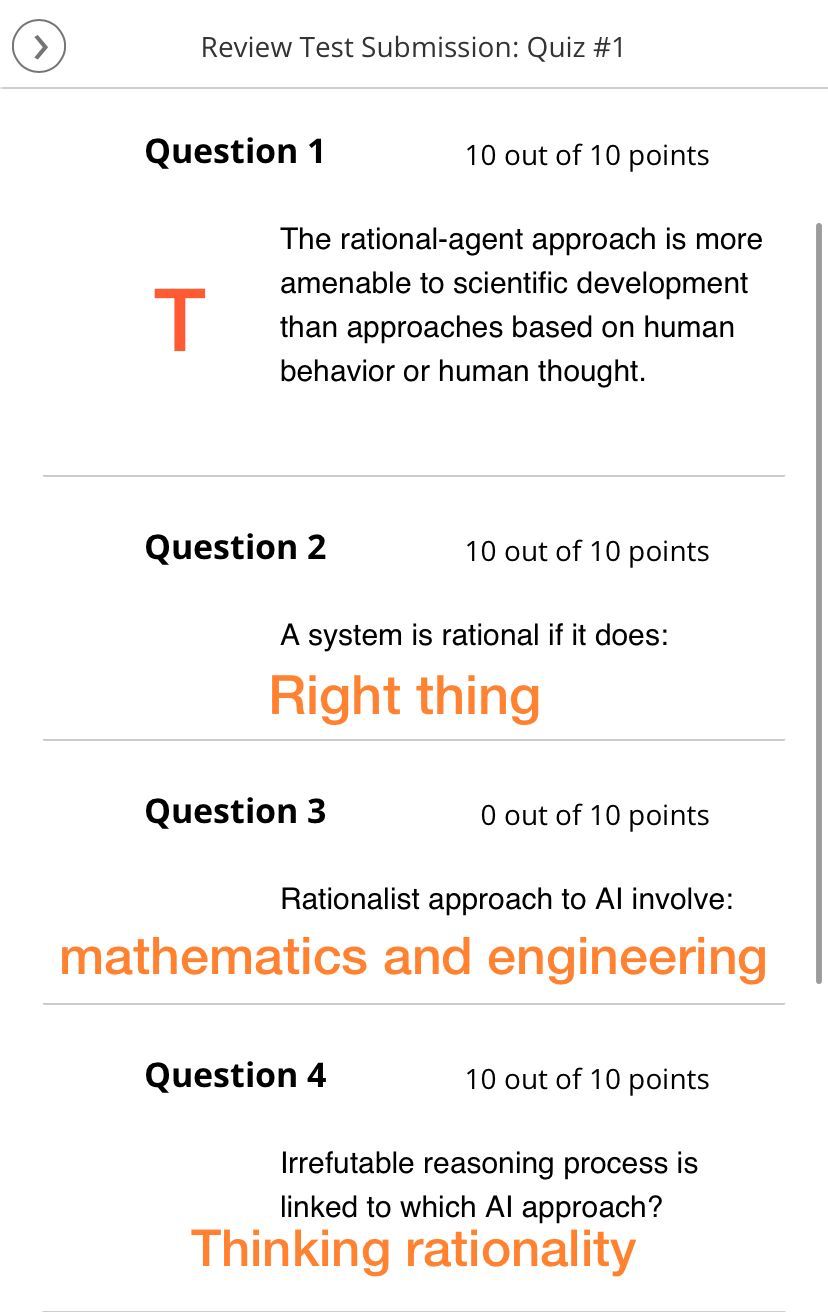 Review Test Submission: Quiz #1
Question 1
10 out of 10 points
The rational-agent approach is more
amenable to scientific development
than approaches based on human
behavior or human thought.
T
Question 2
10 out of 10 points
A system is rational if it does:
Right thing
Question 3
0 out of 10 points
Rationalist approach to AI involve:
mathematics and engineering
Question 4
10 out of 10 points
Irrefutable reasoning process is
linked to which AI approach?
Thinking rationality